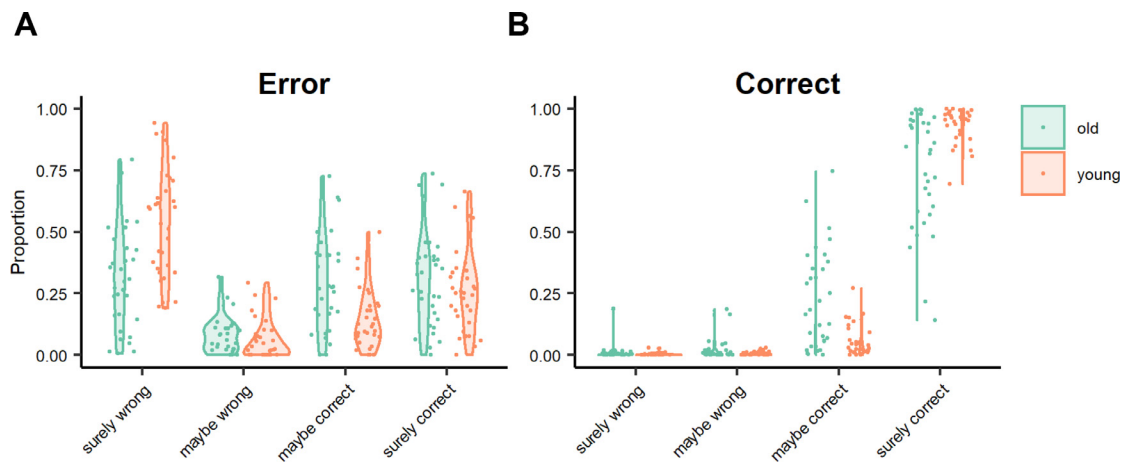 A
B
Error
Correct
Proportion
1.00
0.75
0.50
0.25
0.00
surely wrong
maybe wrong
maybe correct
surely correct
1.00
0.75
0.50
0.25
0.00
surely wrong
maybe wrong
maybe correct
surely correct
old
young